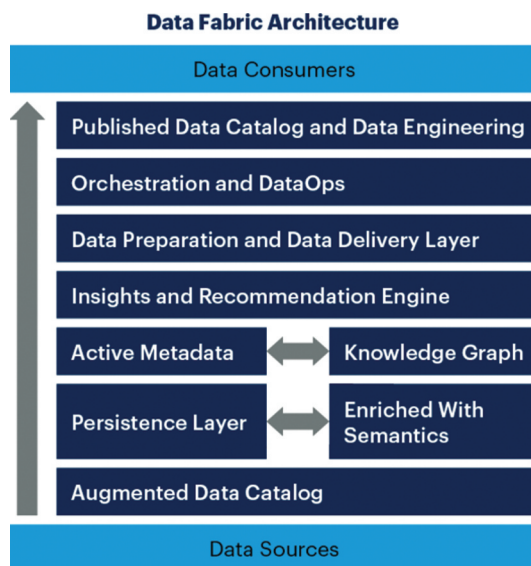 Data Fabric Architecture
Data Consumers
Published Data Catalog and Data Engineering
Orchestration and DataOps
Data Preparation and Data Delivery Layer
Insights and Recommendation Engine
Active Metadata
Knowledge Graph
Persistence Layer
Enriched With
Semantics
Augmented Data Catalog
Data Sources